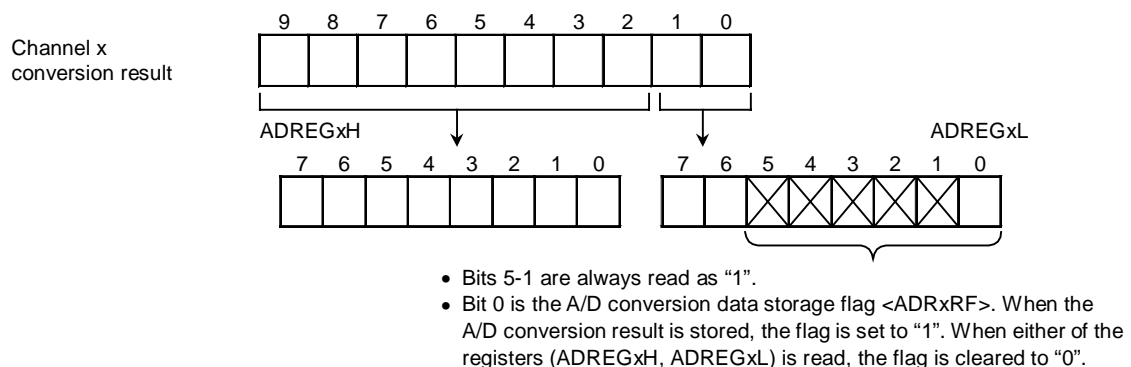 9 8 7 6 5 4 3 2 1 0
Channel x
conversion result
ADREGxH ADREGxL
7 6 5 4 3 2 1 0 7 6 5 4 3 2 1 0
• Bits 5-1 are always read as “1”.
• Bit 0 is the A/D conversion data storage flag <ADRxRF>. When the
A/D conversion result is stored, the flag is set to “1”. When either of the
registers (ADREGxH, ADREGxL) is read, the flag is cleared to “0”.